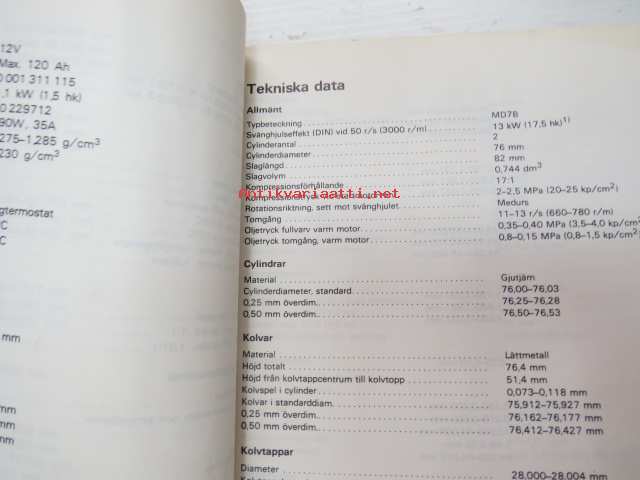 12V
Max. 120 Ah
0 001 311 115
,1 kW (1,5 hk)
0 229712
90W, 35A
275–1,285 g/cm³
230 g/cm³
gtermostat
°C
°C
mm
mm
mm
mm
Tekniska data
Allmänt
Typbeteckning MD7B
Svänghjulseffekt (DIN) vid 50 r/s (3000 r/m) 13 kW (17,5 hk)¹⁾
Cylinderantal 2
Cylinderdiameter 76 mm
Slaglängd 82 mm
Slagvolym 0,744 dm³
Kompressionsförhållande 17:1
Kompressionstryck 2–2,5 MPa (20–25 kp/cm²)
Antikvariaatti.net
Rotationsriktning, sett mot svänghjulet Medurs
Tomgång 11–13 r/s (660–780 r/m)
Oljetryck fullvarv varm motor 0,35–0,40 MPa (3,5–4,0 kp/cm²)
Oljetryck tomgång, varm motor 0,8–0,15 MPa (0,8–1,5 kp/cm²)
Cylindrar
Material Gjutjärn
Cylinderdiameter, standard 76,00–76,03
0,25 mm överdim. 76,25–76,28
0,50 mm överdim. 76,50–76,53
Kolvar
Material Lättmetall
Höjd totalt 76,4 mm
Höjd från kolvtappcentrum till kolvtopp 51,4 mm
Kolvspel i cylinder 0,073–0,118 mm
Kolvar i standarddiam. 75,912–75,927 mm
0,25 mm överdim. 76,162–76,177 mm
0,50 mm överdim. 76,412–76,427 mm
Kolvtappar
Diameter 28,000–28,004 mm